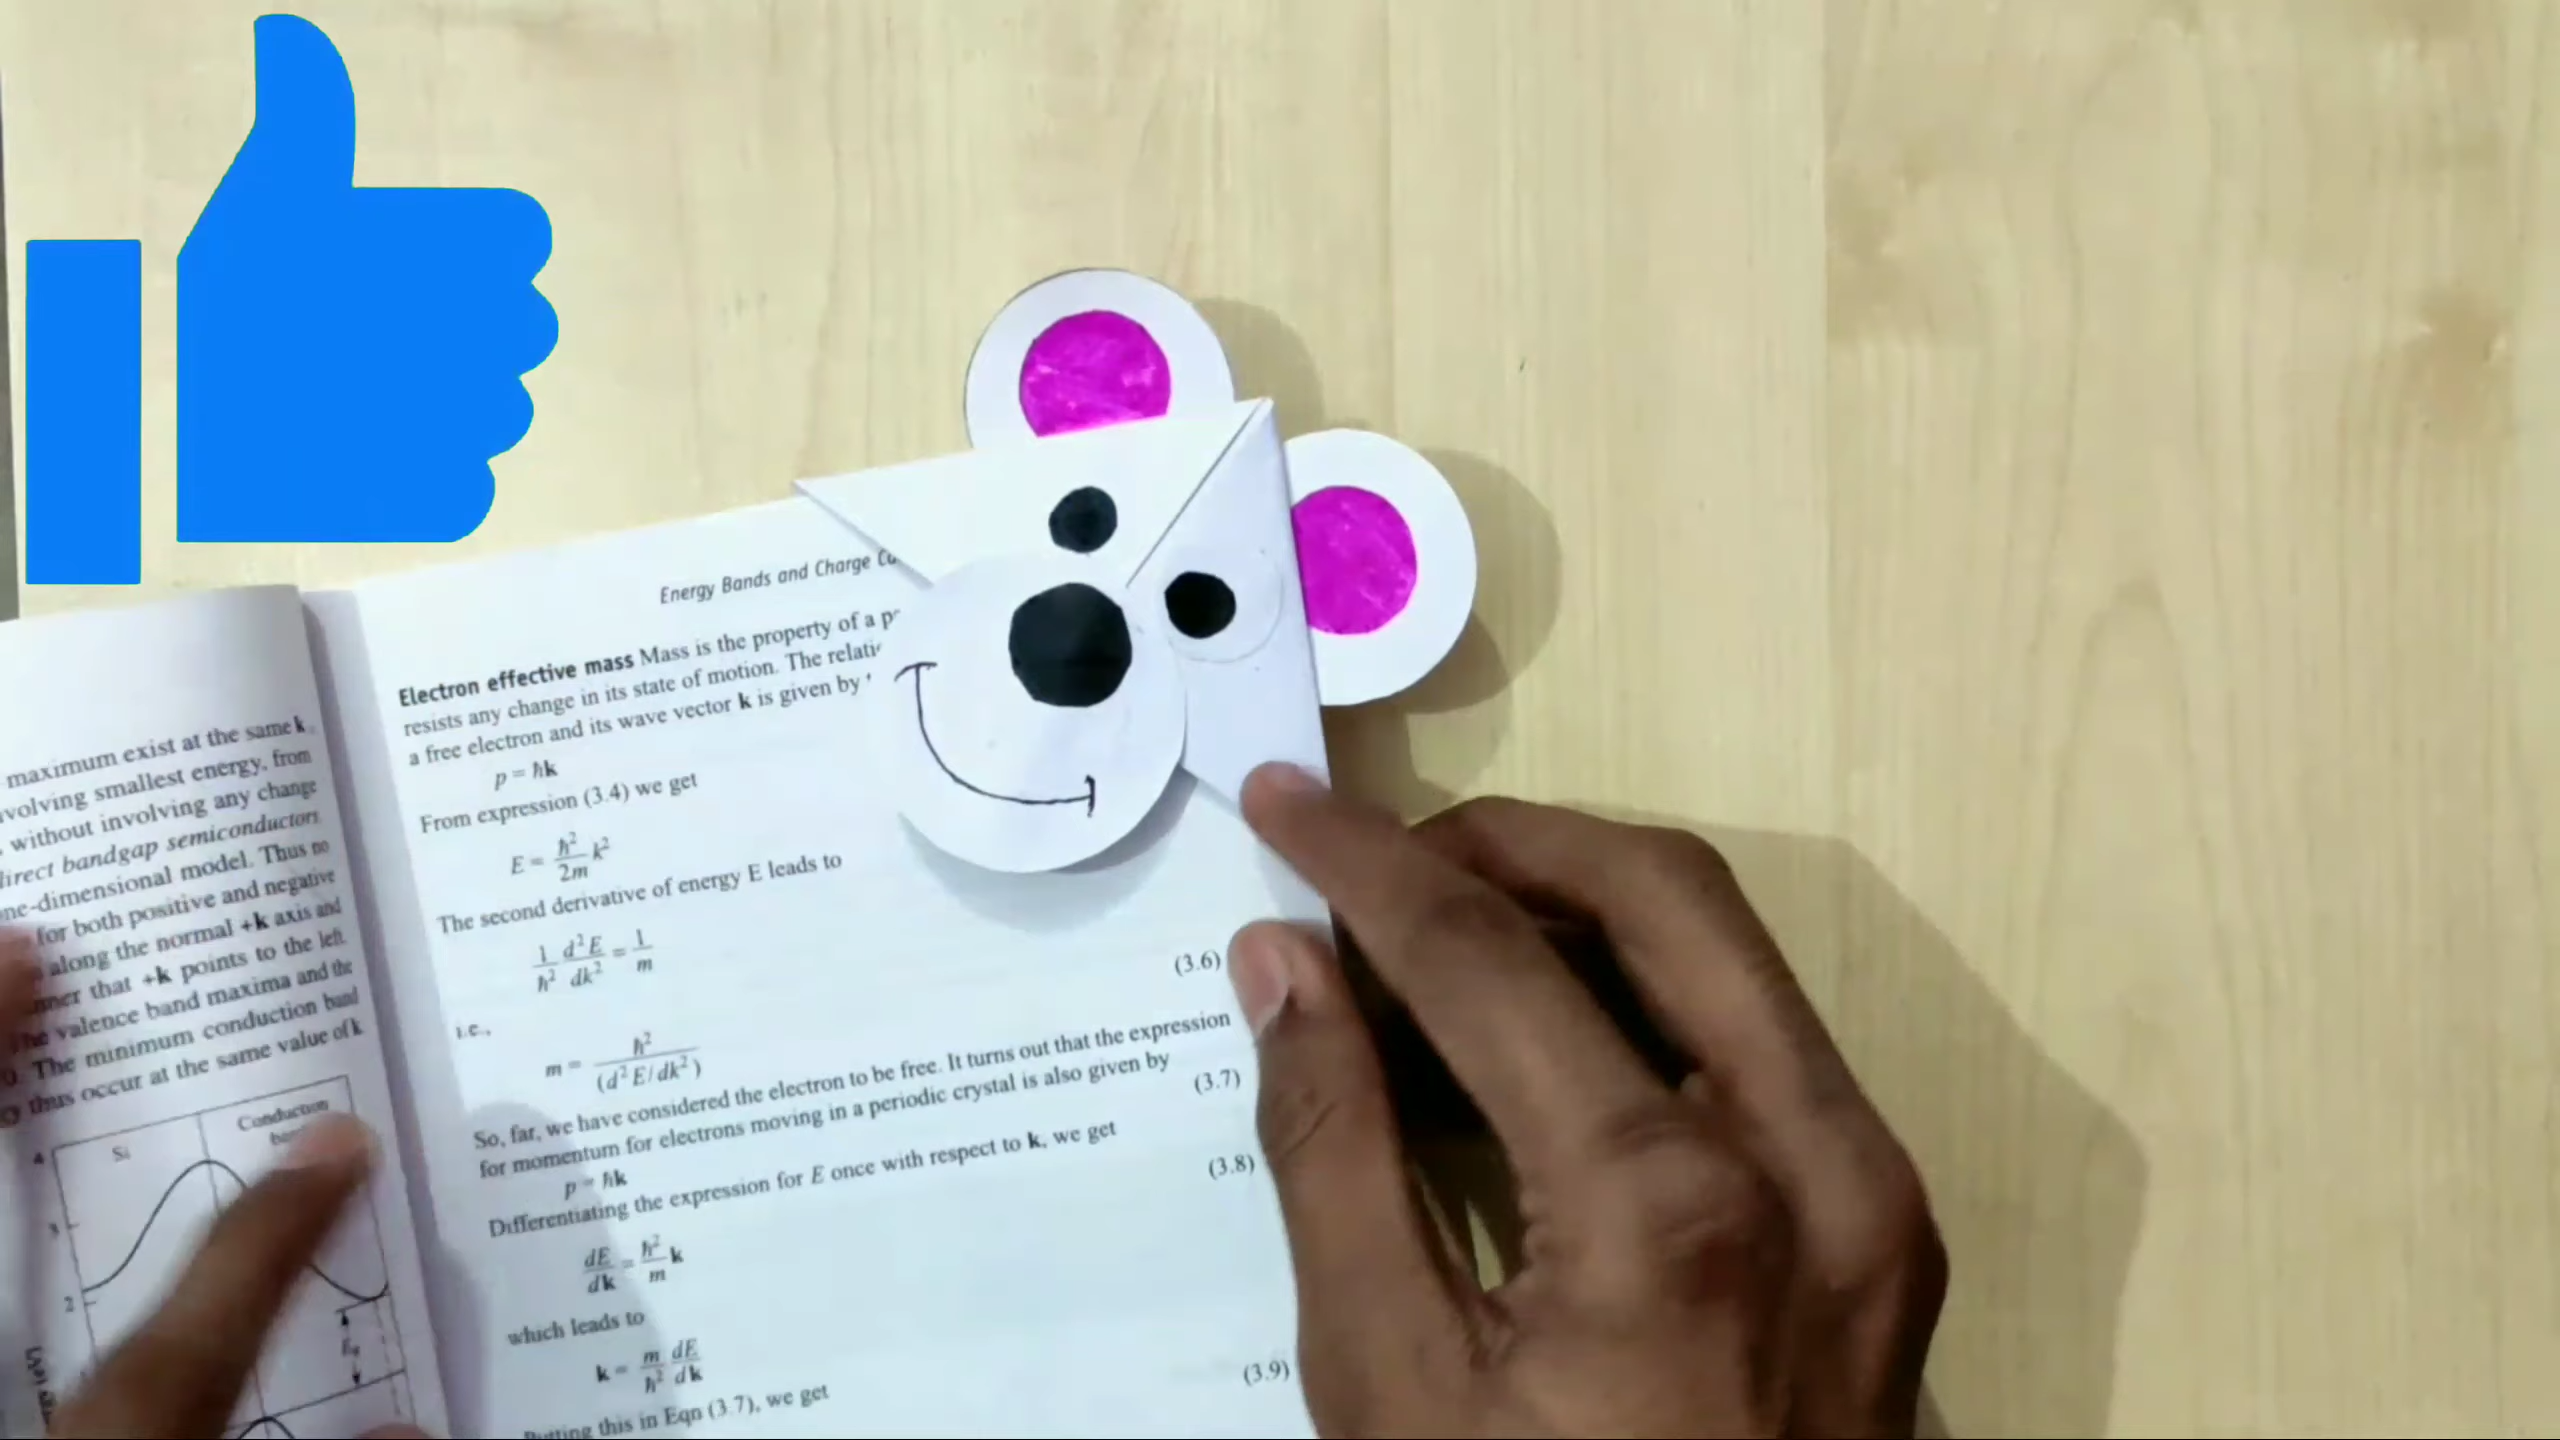 maximum exist at the same k.
volving smallest energy, from
, without involving any change
direct bandgap semiconductors
ne-dimensional model. Thus no
for both positive and negative
along the normal +k axis and
nner that +k points to the left.
the valence band maxima and the
0. The minimum conduction band
gy thus occur at the same value of k
Conduction
Si
4
3
2
Eg
Energy Bands and Charge Ca
Electron effective mass Mass is the property of a
resists any change in its state of motion. The
a free electron and its wave vector k is given by
p = ħk
From expression (3.4) we get
E = ħ²/2m k²
The second derivative of energy E leads to
1/ħ² d²E/dk² = 1/m (3.6)
i.e.,
m = ħ²/(d²E/dk²)
So, far, we have considered the electron to be free. It turns out that the expression
for momentum for electrons moving in a periodic crystal is also given by
p = ħk (3.7)
Differentiating the expression for E once with respect to k, we get
dE/dk = ħ²/m k (3.8)
which leads to
k = m/ħ² dE/dk (3.9)
Putting this in Eqn (3.7), we get